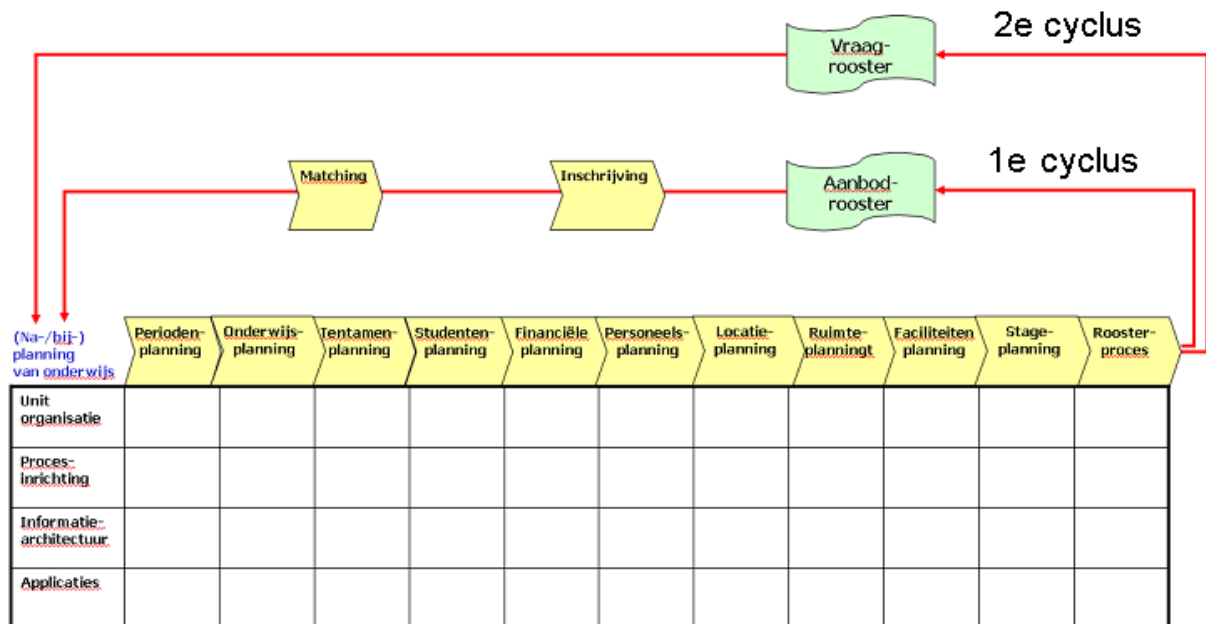 2e cyclus
Vraag-
rooster
1e cyclus
Matching
Inschrijving
Aanbod-
rooster
(Na-/bij-)
planning
van onderwijs
Perioden-
planning
Onderwijs-
planning
Tentamen-
planning
Studenten-
planning
Financiële
planning
Personeels-
planning
Locatie-
planning
Ruimte-
planningt
Faciliteiten
planning
Stage-
planning
Rooster-
proces
Unit
organisatie
Proces-
inrichting
Informatie-
architectuur
Applicaties